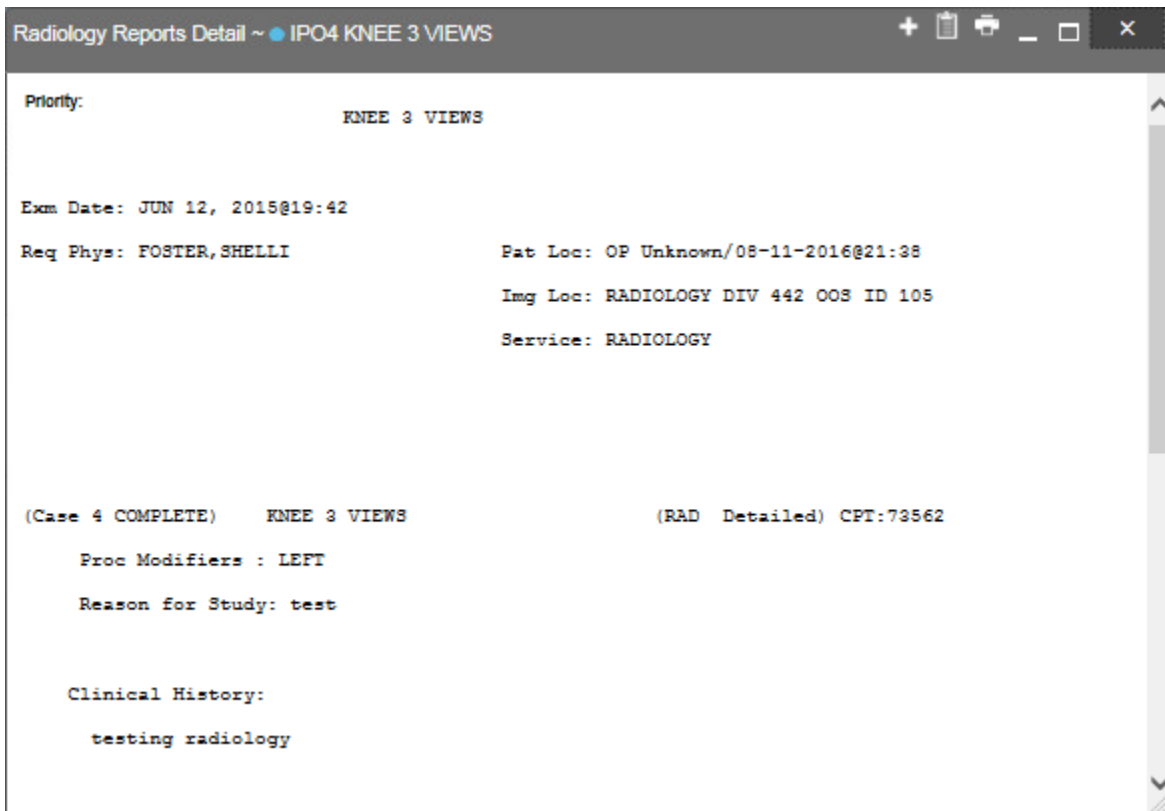 Radiology Reports Detail ~ IPO4 KNEE 3 VIEWS
Priority:
KNEE 3 VIEWS
Exm Date: JUN 12, 2015@19:42
Req Phys: FOSTER,SHELLI Pat Loc: OP Unknown/08-11-2016@21:38
Img Loc: RADIOLOGY DIV 442 OOS ID 105
Service: RADIOLOGY
(Case 4 COMPLETE) KNEE 3 VIEWS (RAD Detailed) CPT:73562
Proc Modifiers : LEFT
Reason for Study: test
Clinical History:
testing radiology